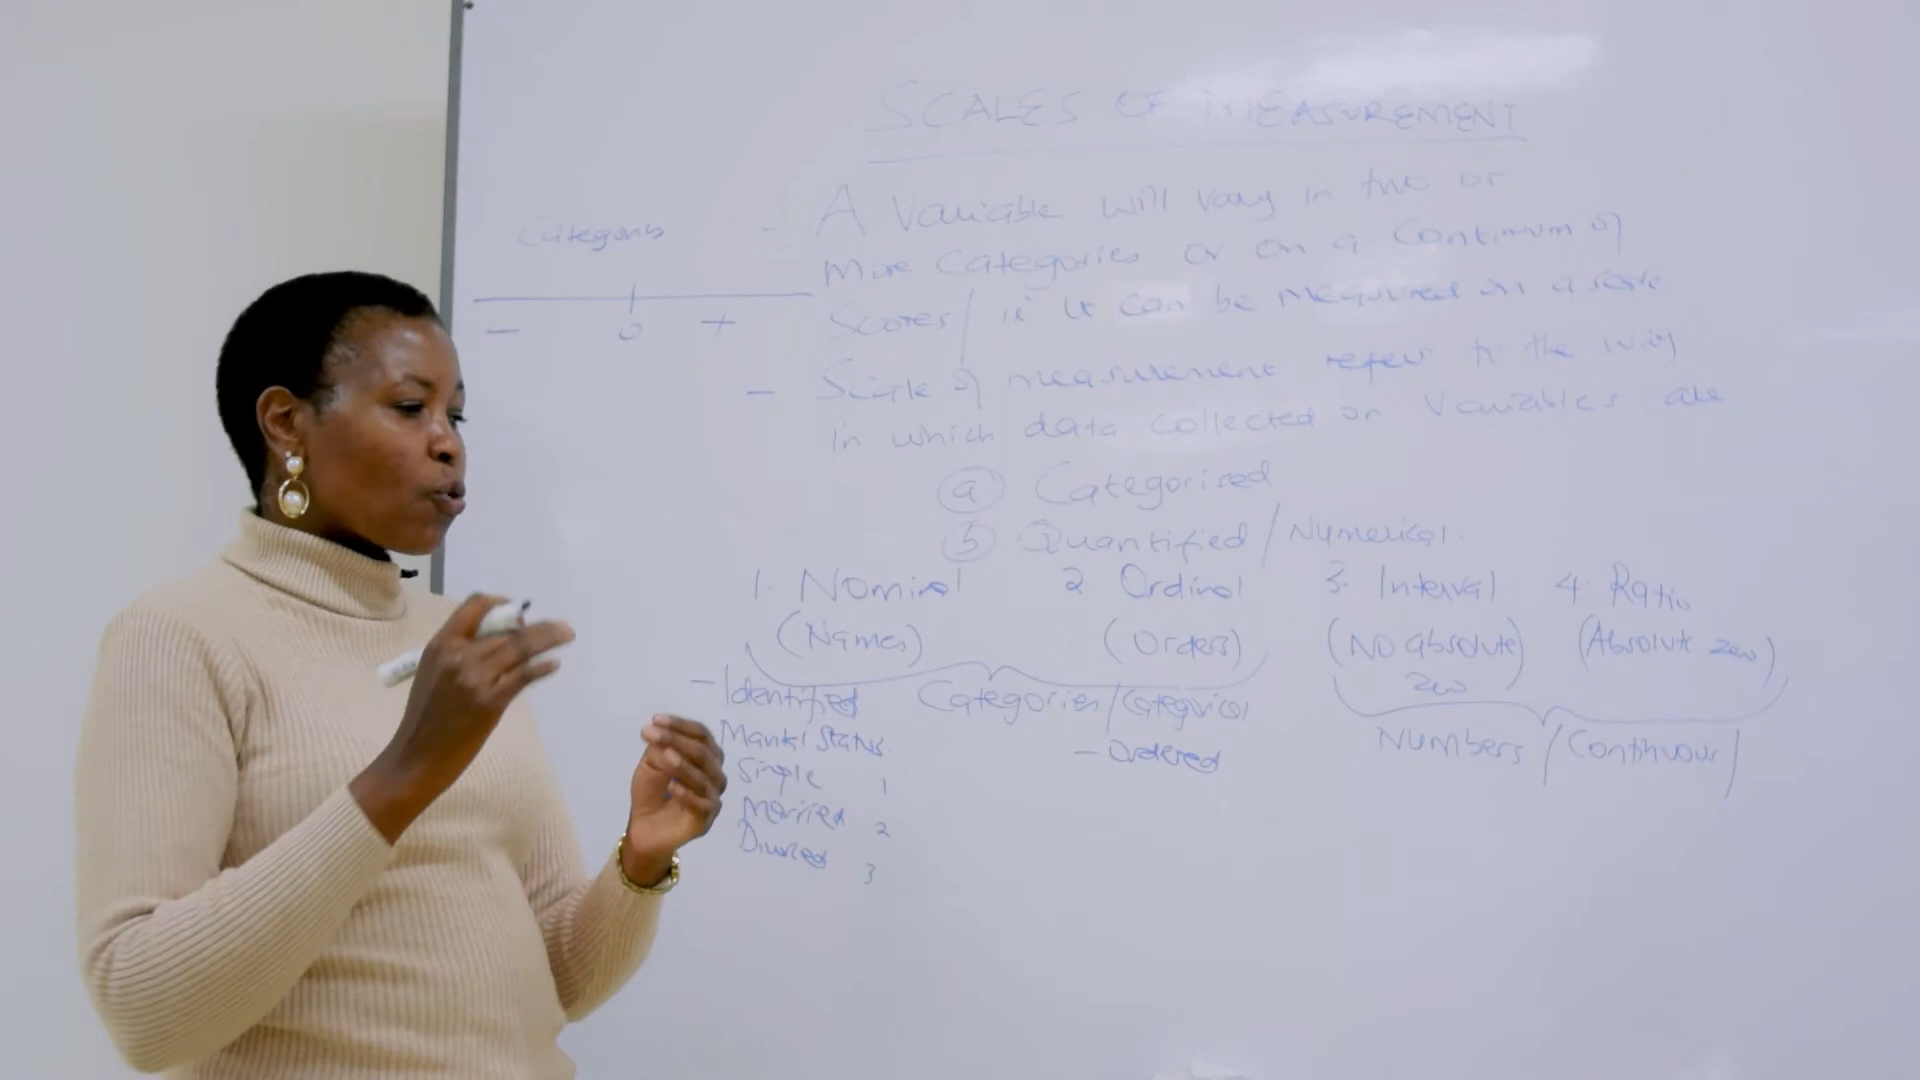 SCALES OF MEASUREMENT
Categories
- A variable will vary in two or
more categories or on a continuum of
scores / ie it can be measured on a scale
- 0 +
- Scale of measurement refers to the way
in which data collected on variables are
(a) Categorised
(b) Quantified / Numerical.
1. Nominal 2. Ordinal 3. Interval 4. Ratio
(Names) (Orders) (No absolute zero) (Absolute zero)
- Identified Categories / Categorical
Marital Status. - Ordered Numbers / Continuous /
Single 1
Married 2
Divorced 3